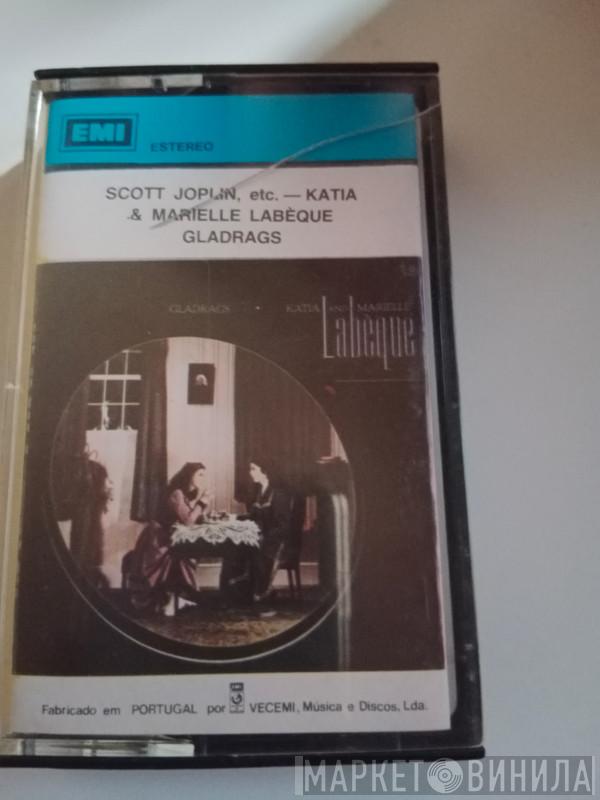 EMI
ESTEREO
SCOTT JOPLIN, etc. — KATIA
& MARIELLE LABÈQUE
GLADRAGS
GLADRAGS • KATIA AND MARIELLE
Labèque
Fabricado em PORTUGAL por EMI VECEMI, Música e Discos, Lda.
МАРКЕТ ВИНИЛА